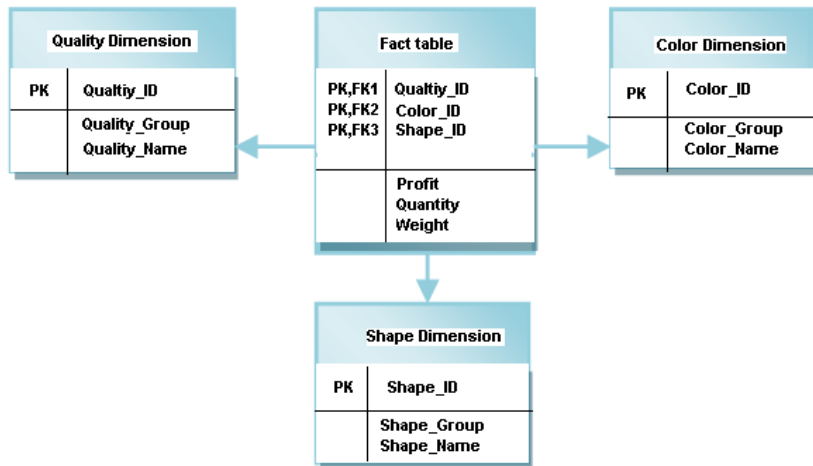 Quality Dimension
PK Qualtiy_ID
Quality_Group
Quality_Name
Fact table
PK,FK1 Qualtiy_ID
PK,FK2 Color_ID
PK,FK3 Shape_ID
Profit
Quantity
Weight
Color Dimension
PK Color_ID
Color_Group
Color_Name
Shape Dimension
PK Shape_ID
Shape_Group
Shape_Name